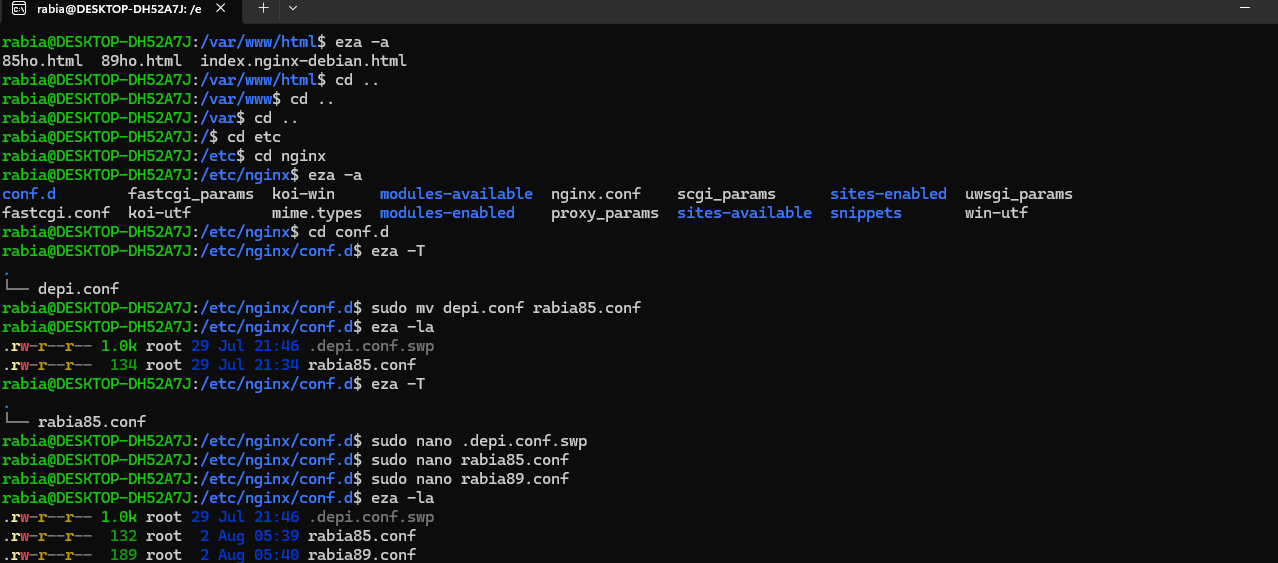 rabia@DESKTOP-DH52A7J: /e
rabia@DESKTOP-DH52A7J:/var/www/html$ eza -a
85ho.html  89ho.html  index.nginx-debian.html
rabia@DESKTOP-DH52A7J:/var/www/html$ cd ..
rabia@DESKTOP-DH52A7J:/var/www$ cd ..
rabia@DESKTOP-DH52A7J:/var$ cd ..
rabia@DESKTOP-DH52A7J:/$ cd etc
rabia@DESKTOP-DH52A7J:/etc$ cd nginx
rabia@DESKTOP-DH52A7J:/etc/nginx$ eza -a
conf.d        fastcgi_params  koi-win     modules-available  nginx.conf    scgi_params      sites-enabled  uwsgi_params
fastcgi.conf  koi-utf         mime.types  modules-enabled    proxy_params  sites-available  snippets       win-utf
rabia@DESKTOP-DH52A7J:/etc/nginx$ cd conf.d
rabia@DESKTOP-DH52A7J:/etc/nginx/conf.d$ eza -T
.
└── depi.conf
rabia@DESKTOP-DH52A7J:/etc/nginx/conf.d$ sudo mv depi.conf rabia85.conf
rabia@DESKTOP-DH52A7J:/etc/nginx/conf.d$ eza -la
.rw-r--r-- 1.0k root 29 Jul 21:46 .depi.conf.swp
.rw-r--r--  134 root 29 Jul 21:34 rabia85.conf
rabia@DESKTOP-DH52A7J:/etc/nginx/conf.d$ eza -T
.
└── rabia85.conf
rabia@DESKTOP-DH52A7J:/etc/nginx/conf.d$ sudo nano .depi.conf.swp
rabia@DESKTOP-DH52A7J:/etc/nginx/conf.d$ sudo nano rabia85.conf
rabia@DESKTOP-DH52A7J:/etc/nginx/conf.d$ sudo nano rabia89.conf
rabia@DESKTOP-DH52A7J:/etc/nginx/conf.d$ eza -la
.rw-r--r-- 1.0k root 29 Jul 21:46 .depi.conf.swp
.rw-r--r--  132 root  2 Aug 05:39 rabia85.conf
.rw-r--r--  189 root  2 Aug 05:40 rabia89.conf